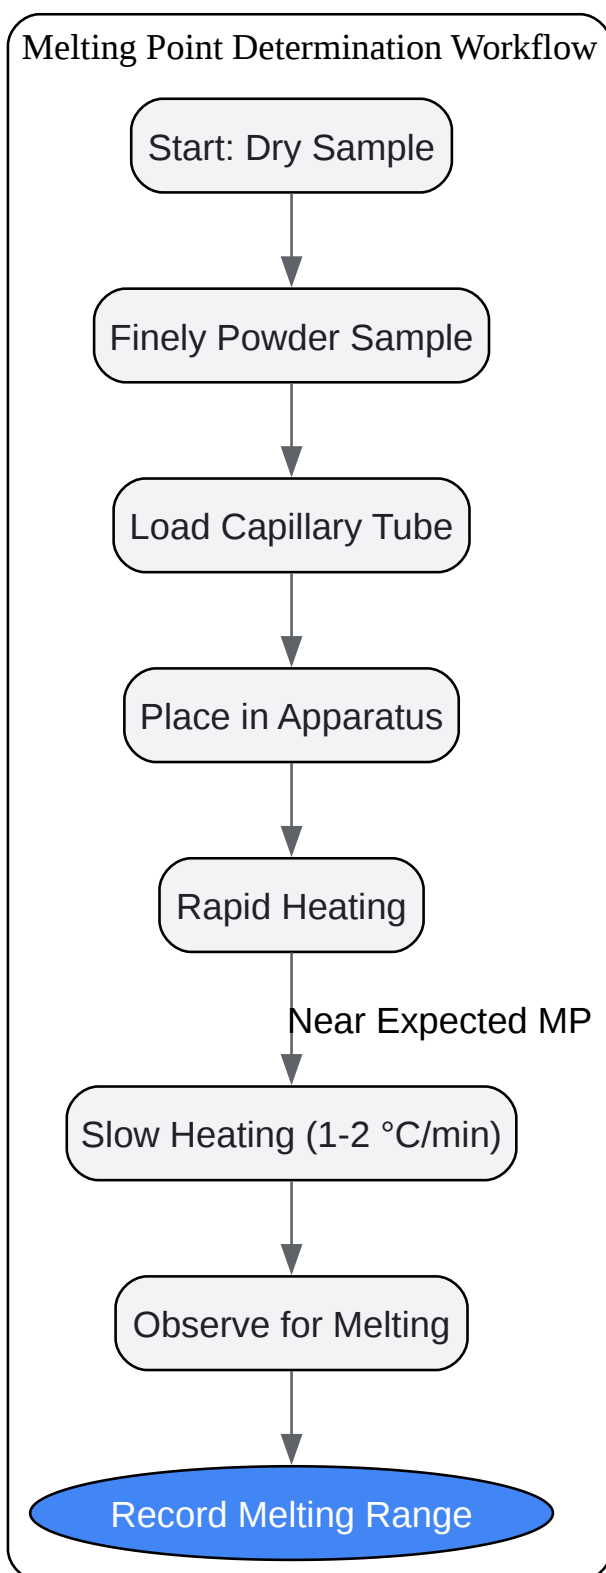 Melting Point Determination Workflow
Start: Dry Sample
Finely Powder Sample
Load Capillary Tube
Place in Apparatus
Rapid Heating
Near Expected MP
Slow Heating (1-2 °C/min)
Observe for Melting
Record Melting Range